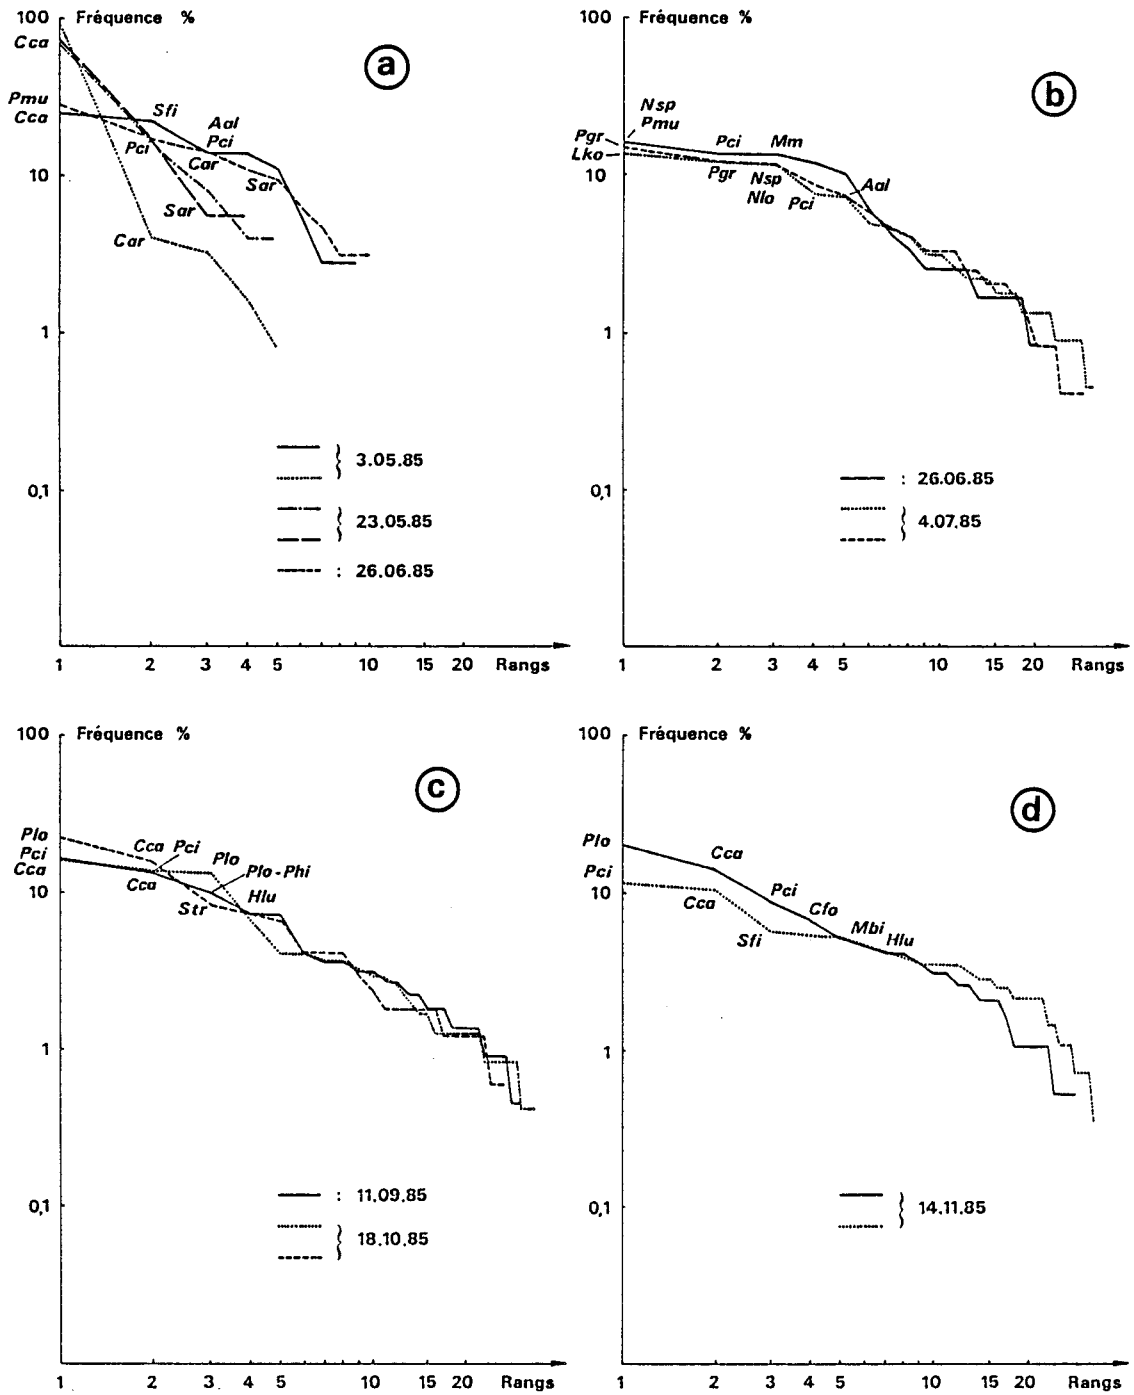 100 Fréquence %
Cca
a
Pmu
Cca
Sfi
Aal
Pci
Pci
Car
10
Sar
Sar
Car
1
3.05.85
0,1
23.05.85
: 26.06.85
1 2 3 4 5 10 15 20 Rangs
100 Fréquence %
b
Nsp
Pmu
Pgr
Lko
Pci Mm
10
Pgr Nsp
Nlo Pci
Aal
1
: 26.06.85
0,1
4.07.85
1 2 3 4 5 10 15 20 Rangs
100 Fréquence %
c
Plo
Pci
Cca
Cca Pci Plo
Plo-Phi
Cca
10
Str
Hlu
1
: 11.09.85
0,1
18.10.85
1 2 3 4 5 10 15 20 Rangs
100 Fréquence %
d
Plo
Cca
Pci
Pci
10
Cca
Cfo
Sfi
Mbi
Hlu
1
0,1
14.11.85
1 2 3 4 5 10 15 20 Rangs